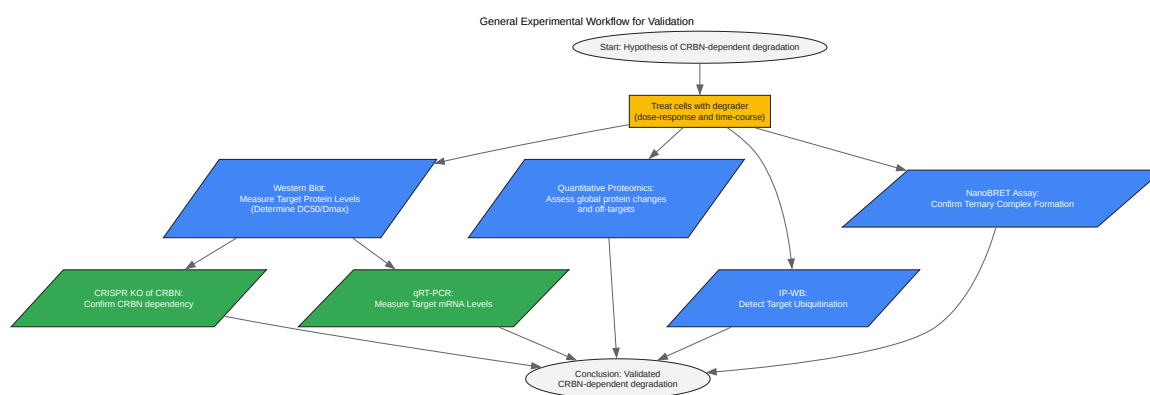 General Experimental Workflow for Validation
Start: Hypothesis of CRBN-dependent degradation
Treat cells with degrader
(dose-response and time-course)
Western Blot:
Measure Target Protein Levels
(Determine DC50/Dmax)
Quantitative Proteomics:
Assess global protein changes
and off-targets
NanoBRET Assay:
Confirm Ternary Complex Formation
CRISPR KO of CRBN:
Confirm CRBN dependency
qRT-PCR:
Measure Target mRNA Levels
IP-WB:
Detect Target Ubiquitination
Conclusion: Validated
CRBN-dependent degradation